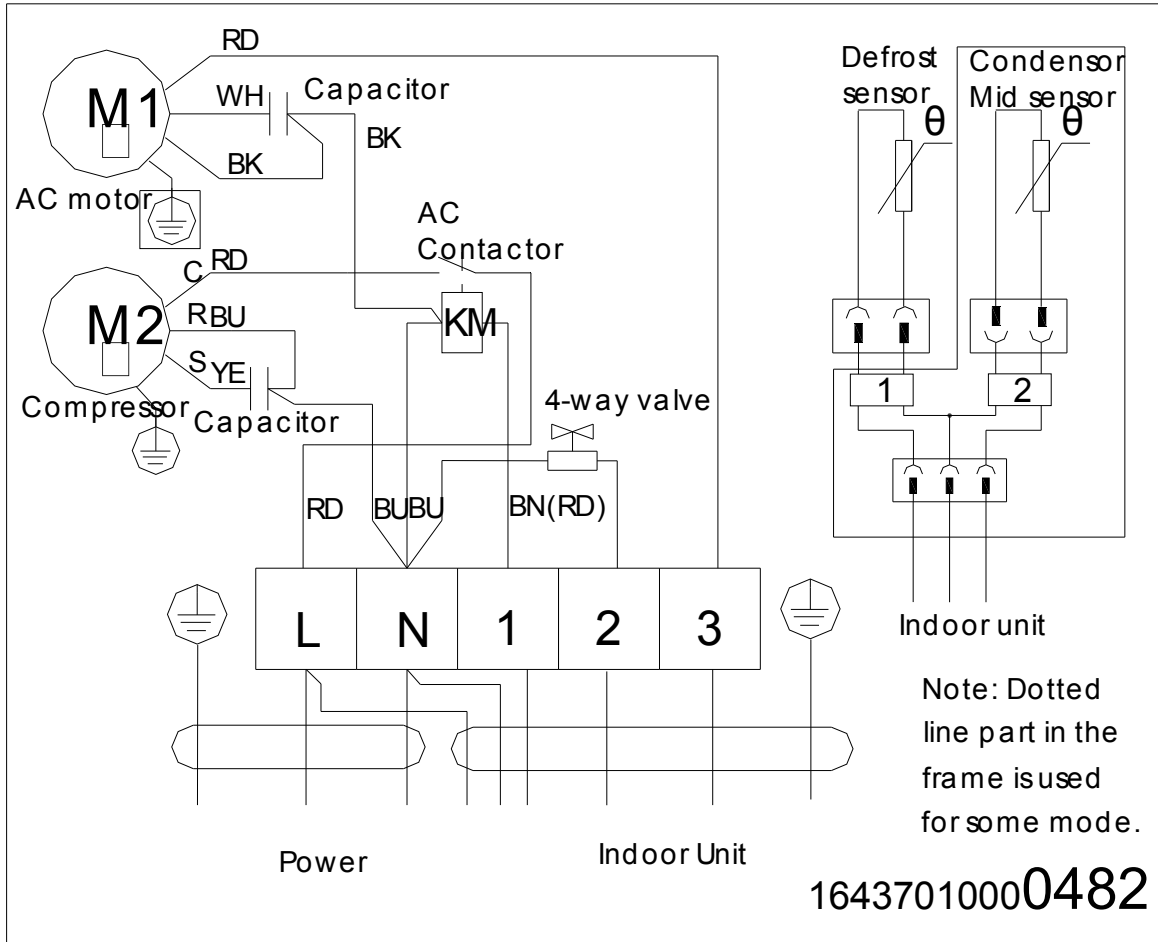 RD
M1
WH
Capacitor
BK
BK
AC motor
AC
Contactor
C
RD
R
BU
M2
KM
S
YE
Compressor
Capacitor
4-way valve
RD
BU
BU
BN(RD)
L
N
1
2
3
Power
Indoor Unit
Defrost
sensor
Condensor
Mid sensor
θ
θ
1
2
Indoor unit
Note: Dotted
line part in the
frame is used
for some mode.
16437010000482